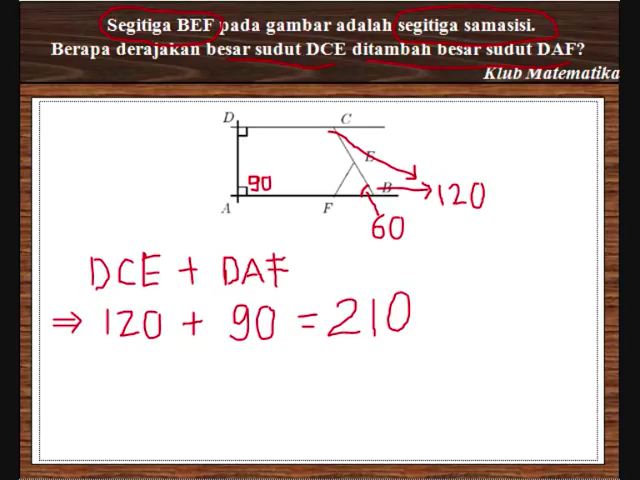 Segitiga BEF pada gambar adalah segitiga samasisi.
Berapa derajakan besar sudut DCE ditambah besar sudut DAF?
Klub Matematika
D C
E
90
A F B
120
60
DCE + DAF
⇒ 120 + 90 = 210